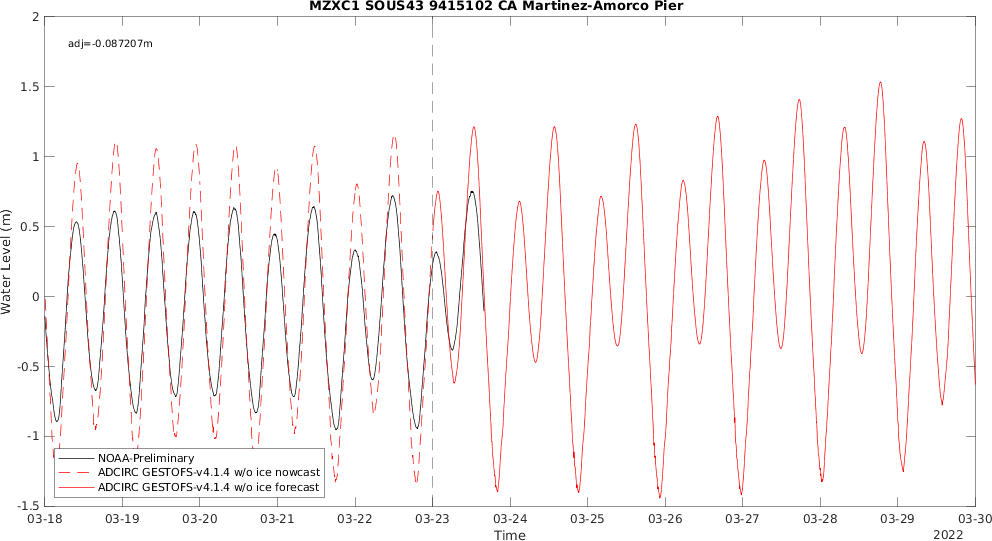 MZXC1 SOUS43 9415102 CA Martinez-Amorco Pier
2
adj=-0.087207m
1.5
1
0.5
0
-0.5
-1
-1.5
Water Level (m)
NOAA-Preliminary
ADCIRC GESTOFS-v4.1.4 w/o ice nowcast
ADCIRC GESTOFS-v4.1.4 w/o ice forecast
03-18 03-19 03-20 03-21 03-22 03-23 03-24 03-25 03-26 03-27 03-28 03-29 03-30
Time
2022